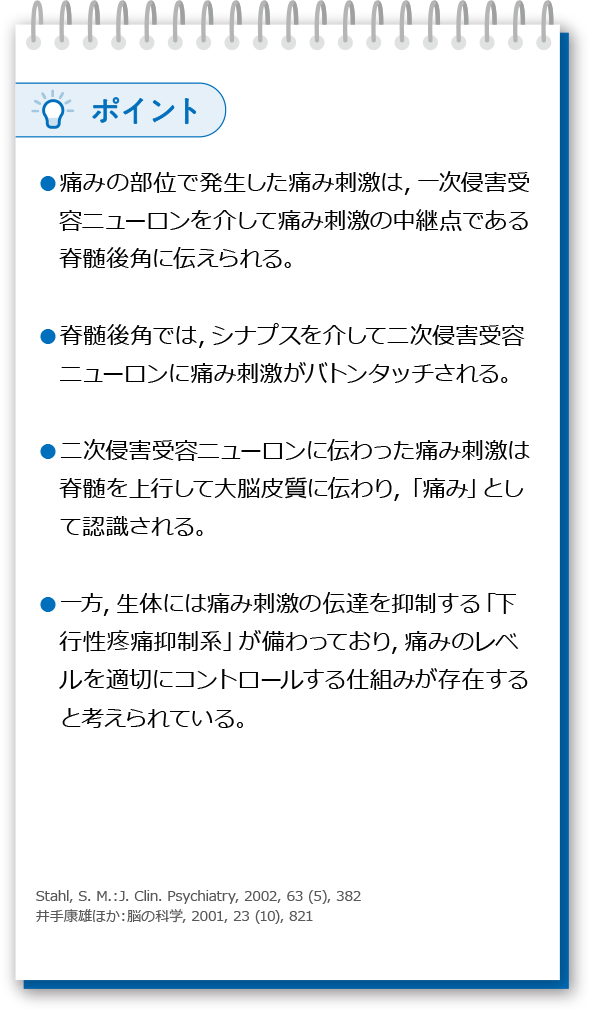 ポイント
●痛みの部位で発生した痛み刺激は, 一次侵害受
容ニューロンを介して痛み刺激の中継点である
脊髄後角に伝えられる。
●脊髄後角では, シナプスを介して二次侵害受容
ニューロンに痛み刺激がバトンタッチされる。
●二次侵害受容ニューロンに伝わった痛み刺激は
脊髄を上行して大脳皮質に伝わり, 「痛み」とし
て認識される。
●一方, 生体には痛み刺激の伝達を抑制する「下
行性疼痛抑制系」が備わっており, 痛みのレベ
ルを適切にコントロールする仕組みが存在する
と考えられている。
Stahl, S. M.：J. Clin. Psychiatry, 2002, 63 (5), 382
井手康雄ほか：脳の科学, 2001, 23 (10), 821